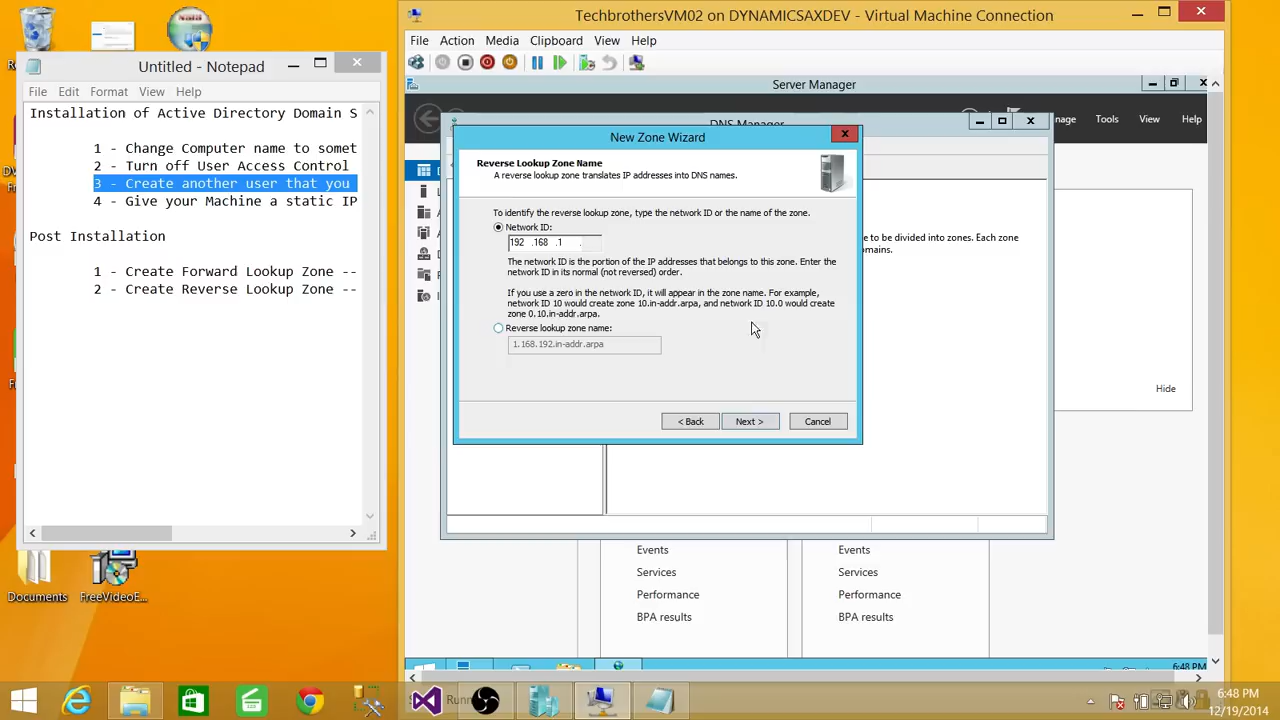 TechbrothersVM02 on DYNAMICSAXDEV - Virtual Machine Connection
File Action Media Clipboard View Help
Untitled - Notepad
File Edit Format View Help
Installation of Active Directory Domain S
1 - Change Computer name to somet
2 - Turn off User Access Control
3 - Create another user that you
4 - Give your Machine a static IP
Post Installation
1 - Create Forward Lookup Zone --
2 - Create Reverse Lookup Zone --
Server Manager
nage Tools View Help
DNS Manager
New Zone Wizard
Reverse Lookup Zone Name
A reverse lookup zone translates IP addresses into DNS names.
To identify the reverse lookup zone, type the network ID or the name of the zone.
Network ID:
192 .168 .1 .
The network ID is the portion of the IP addresses that belongs to this zone. Enter the
network ID in its normal (not reversed) order.
If you use a zero in the network ID, it will appear in the zone name. For example,
network ID 10 would create zone 10.in-addr.arpa, and network ID 10.0 would create
zone 0.10.in-addr.arpa.
Reverse lookup zone name:
1.168.192.in-addr.arpa
< Back Next > Cancel
e to be divided into zones. Each zone
mains.
Hide
Events
Services
Performance
BPA results
Events
Services
Performance
BPA results
Documents
FreeVideoE...
6:48 PM
6:48 PM
12/19/2014